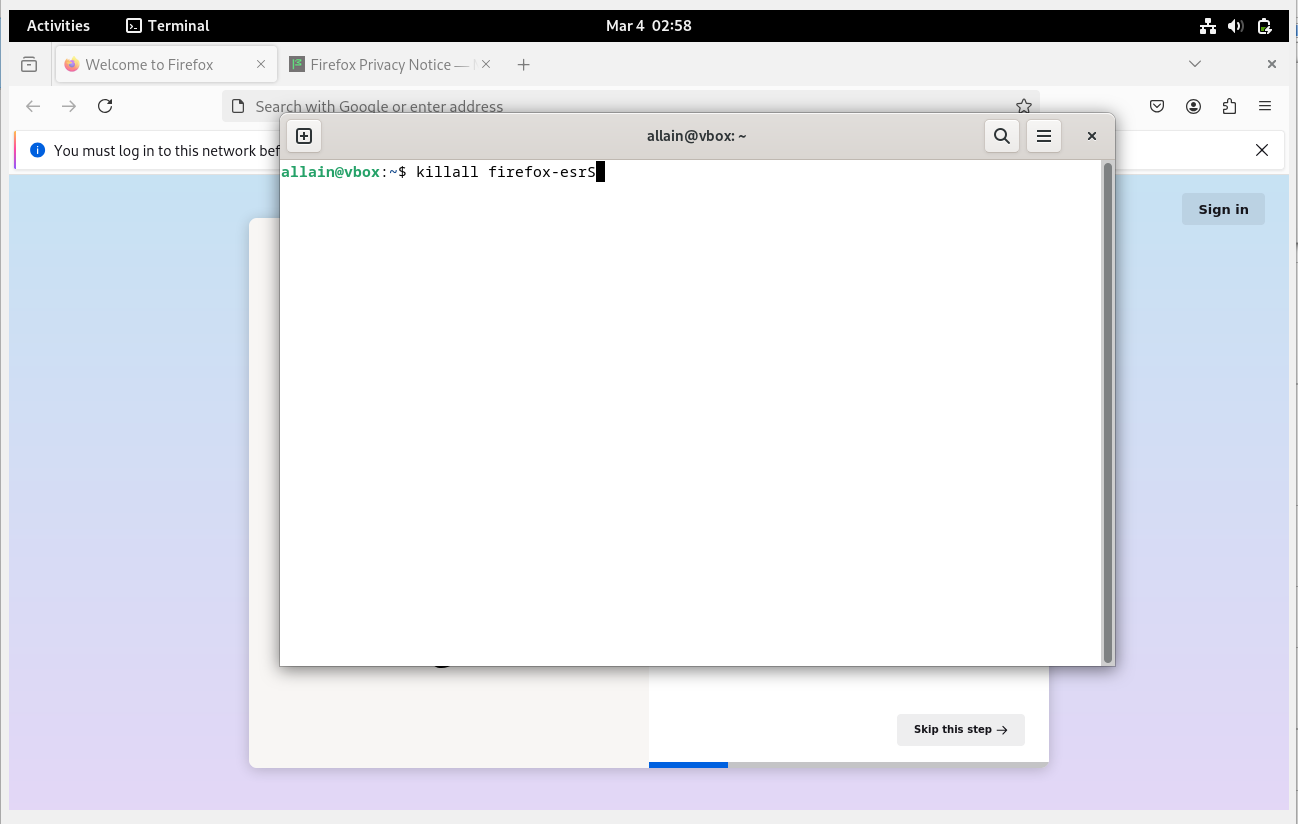 Activities Terminal Mar 4 02:58
Welcome to Firefox Firefox Privacy Notice —
Search with Google or enter address
allain@vbox: ~
You must log in to this network bef
allain@vbox:~$ killall firefox-esrS
Sign in
Skip this step →